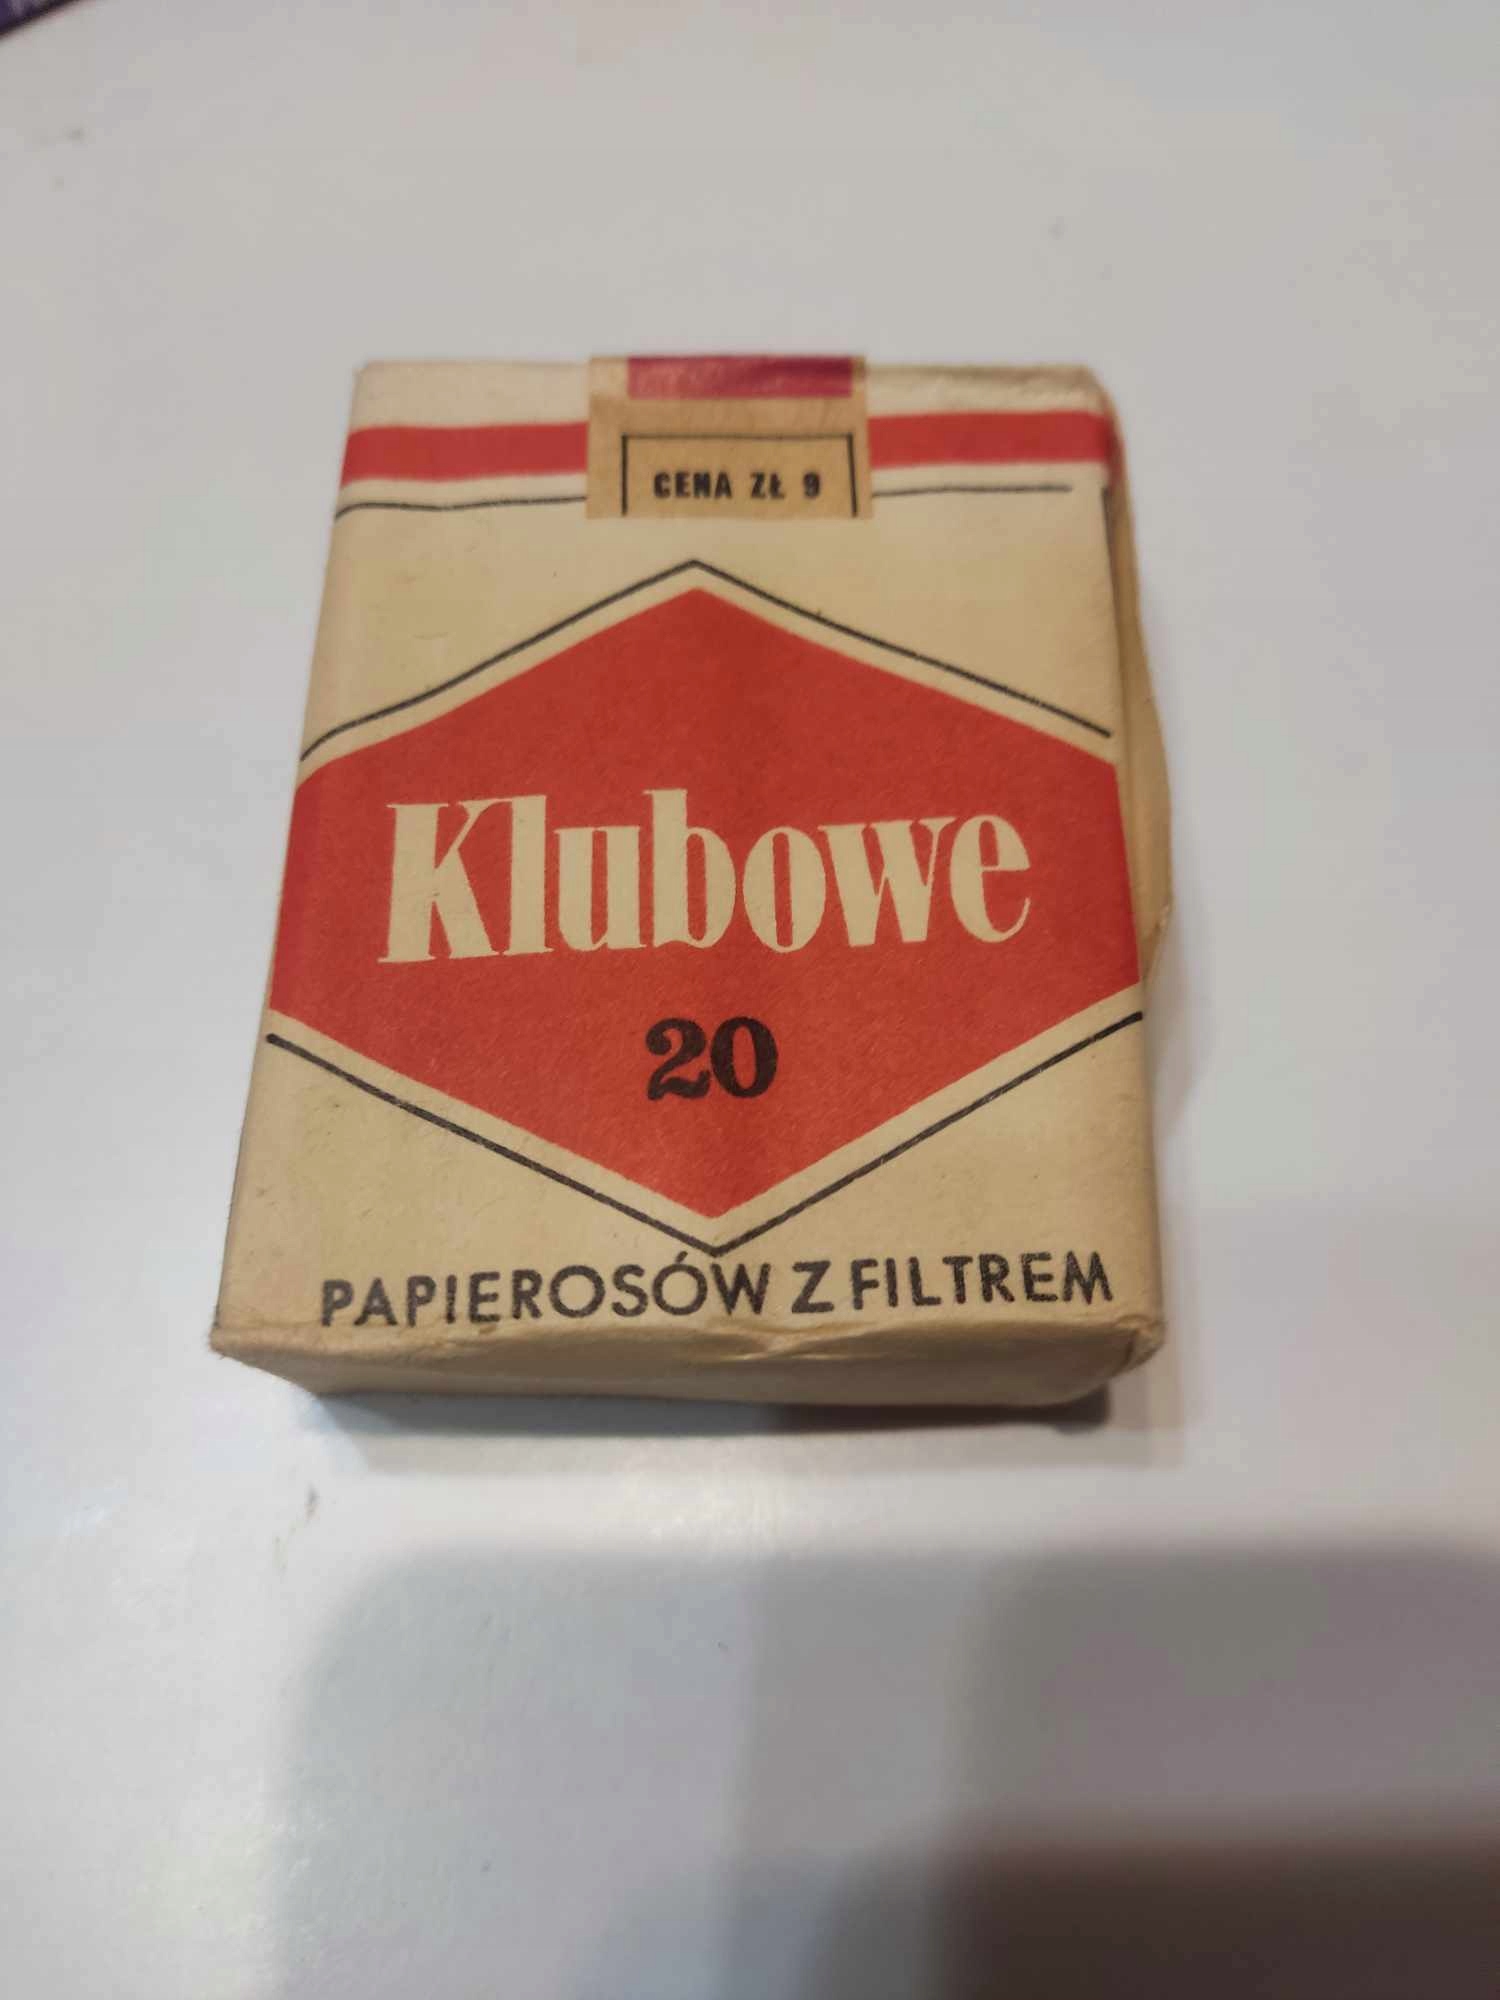 CENA ZŁ 9
Klubowe
20
PAPIEROSÓW Z FILTREM